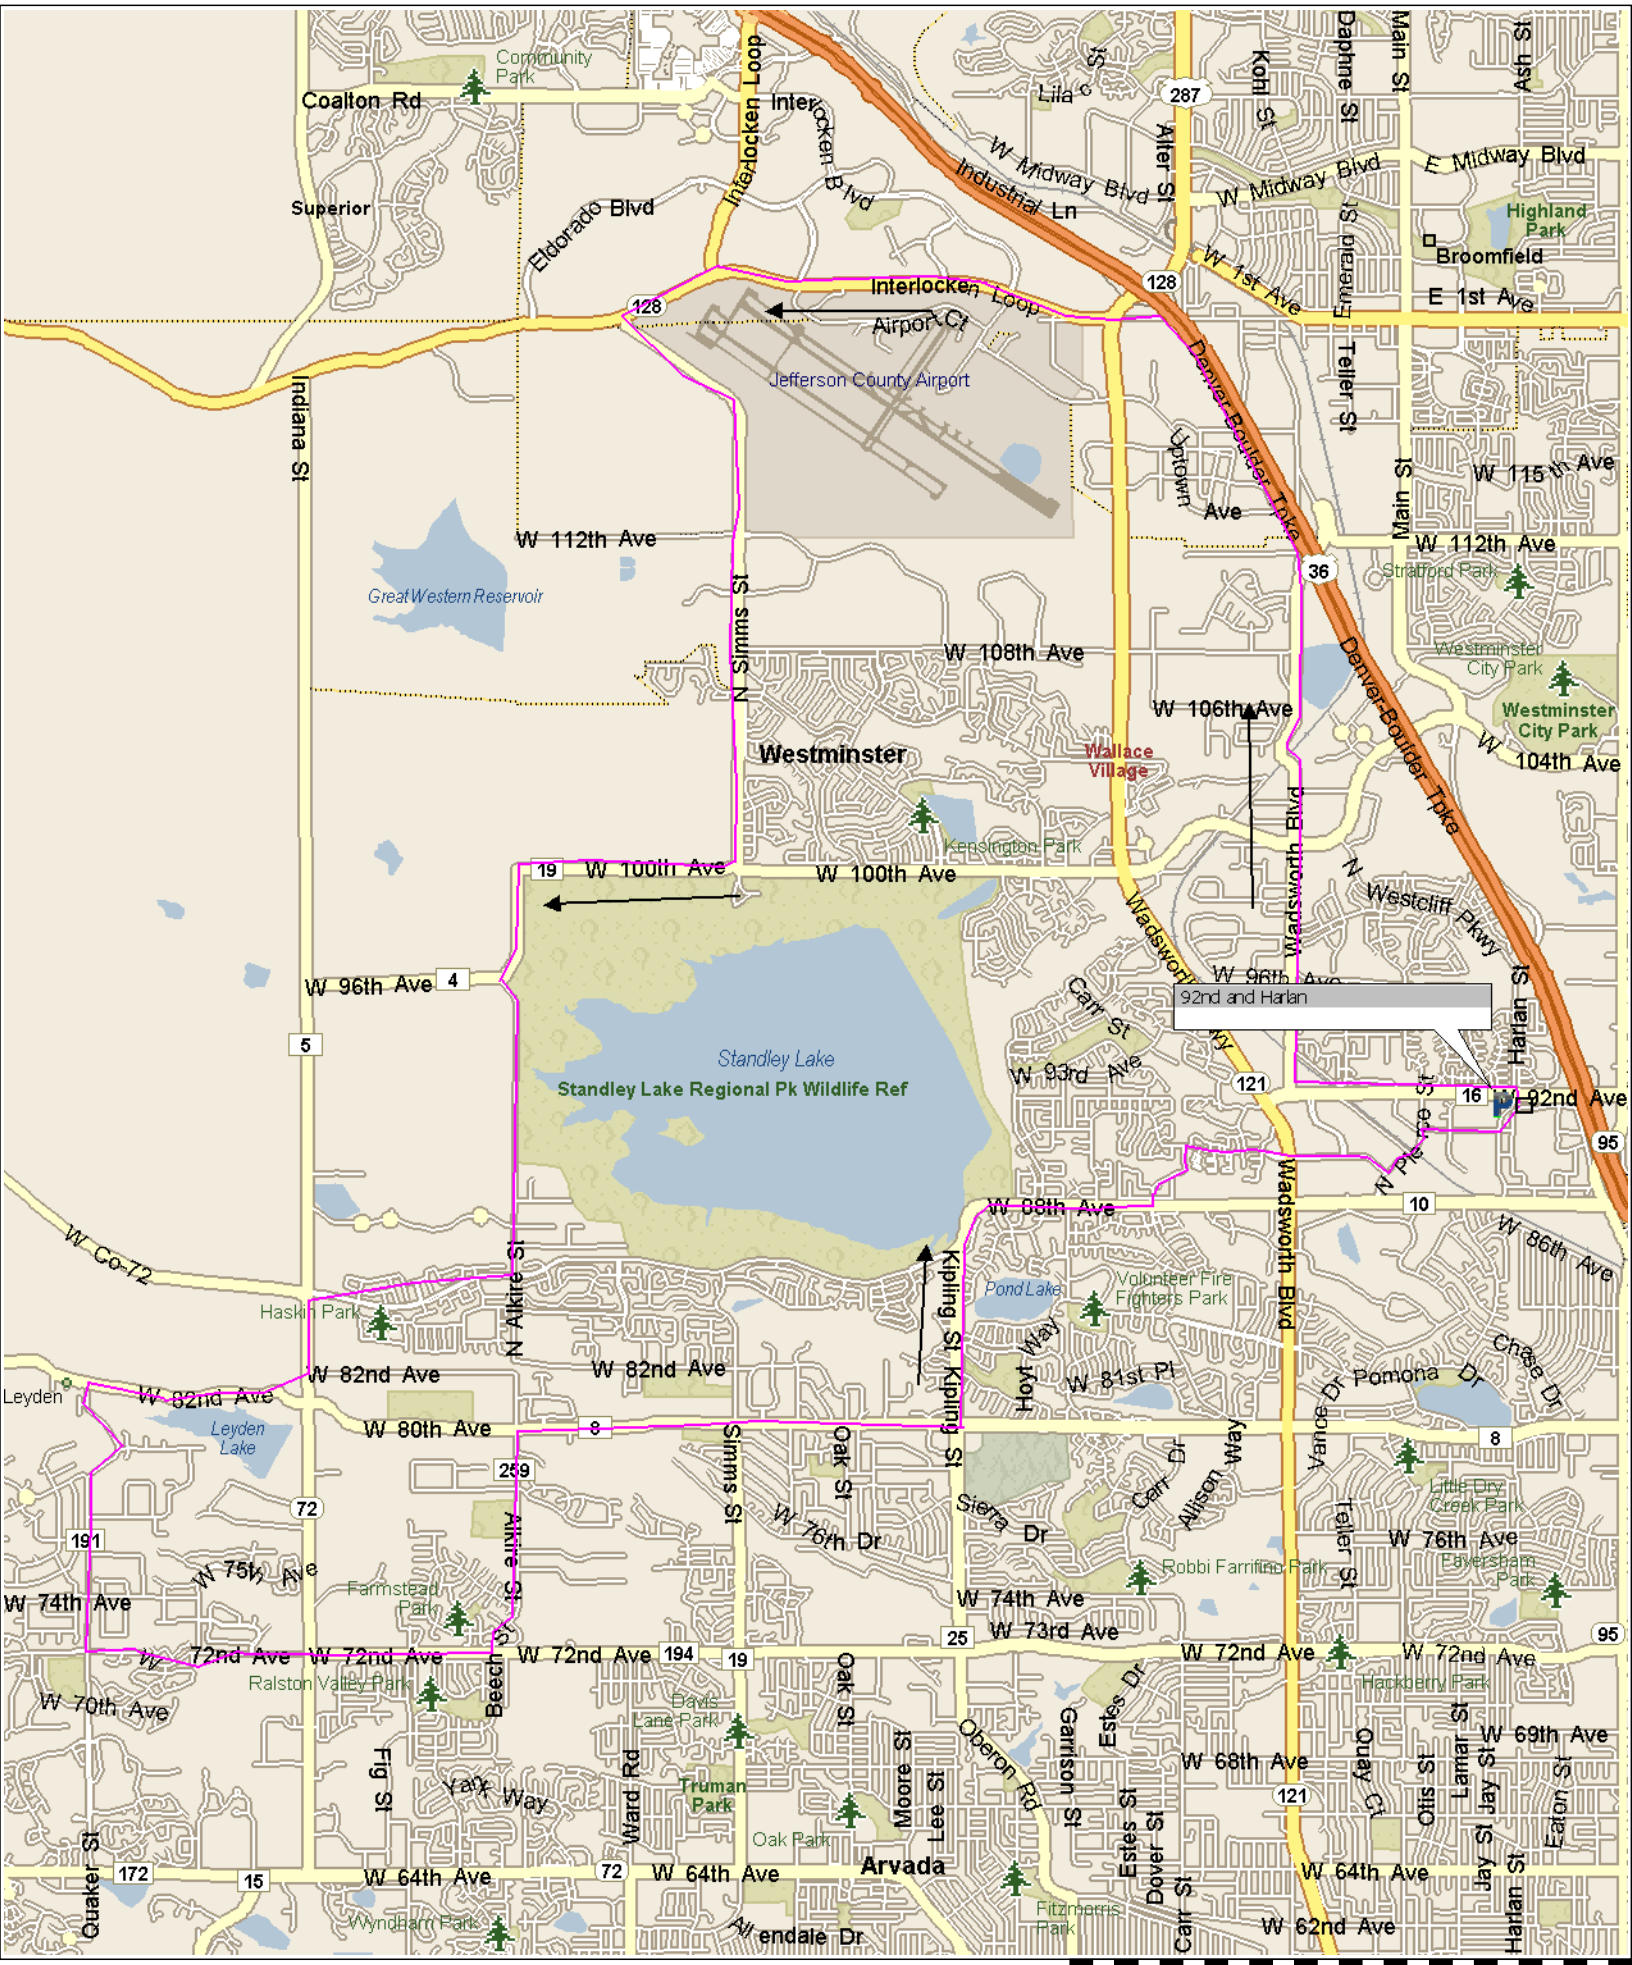 Community
Park
Coalton Rd
Interlocken Loop
Interlocken Blvd
Lilac St
287
Kohl St
Daphne St
Main St
Ash St
Alter St
W Midway Blvd
Industrial Ln
W Midway Blvd
E Midway Blvd
Superior
Eldorado Blvd
Highland
Park
Emerald St
Broomfield
W 1st Ave
E 1st Ave
128
128
Interlocken Loop
Airport Ct
Jefferson County Airport
Denver-Boulder Tpke
Teller St
Indiana St
Uptown Ave
W 115th Ave
Main St
W 112th Ave
W 112th Ave
36
Stratford Park
Great Western Reservoir
N Simms St
W 108th Ave
Westminster
City Park
Denver-Boulder Tpke
W 106th Ave
Westminster
City Park
Westminster
Wallace
Village
W 104th Ave
Wadsworth Blvd
Kensington Park
19
W 100th Ave
W 100th Ave
N Westcliff Pkwy
W 96th Ave
4
W 96th Ave
92nd and Harlan
Harlan St
Carr St
5
Standley Lake
Standley Lake Regional Pk Wildlife Ref
W 93rd Ave
121
16
W 92nd Ave
N Pierce St
95
W 88th Ave
10
Wadsworth Blvd
W 86th Ave
W Co-72
N Alkire St
Kipling St
Kipling St
Pond Lake
Volunteer Fire
Fighters Park
Haskin Park
Hoyt Way
Chase Dr
W 82nd Ave
W 82nd Ave
W 81st Pl
Pomona Dr
Leyden
W 82nd Ave
Leyden
Lake
W 80th Ave
8
Vance Dr
8
259
Simms St
Oak St
Carr Dr
Allison Way
Little Dry
Creek Park
72
Sierra Dr
Teller St
191
Alkire St
W 76th Dr
W 76th Ave
W 75th Ave
Robbi Farrifino Park
Faversham
Park
W 74th Ave
Farmstead
Park
W 74th Ave
W 73rd Ave
25
95
W 72nd Ave
W 72nd Ave
W 72nd Ave
194
19
W 72nd Ave
W 72nd Ave
Ralston Valley Park
Beech St
Hackberry Park
W 70th Ave
Davis
Lane Park
Oak St
Oberon Rd
Garrison St
Estes Dr
Lamar St
W 69th Ave
Fig St
Yark Way
Ward Rd
Truman
Park
Moore St
Lee St
W 68th Ave
Otis St
Jay St
Eaton St
121
Oak Park
Estes St
Dover St
Quaker St
172
15
W 64th Ave
72
W 64th Ave
Arvada
W 64th Ave
Jay St
Wyndham Park
Allendale Dr
Fitzmorris
Park
Carr St
W 62nd Ave
Harlan St